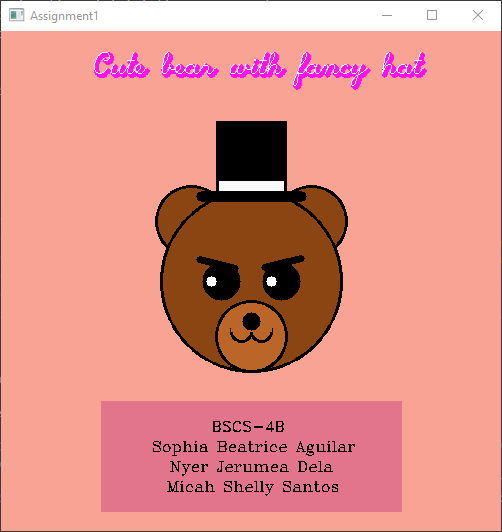 Assignment1
Cute bear with fancy hat
BSCS-4B
Sophia Beatrice Aguilar
Nyer Jerumea Dela
Micah Shelly Santos